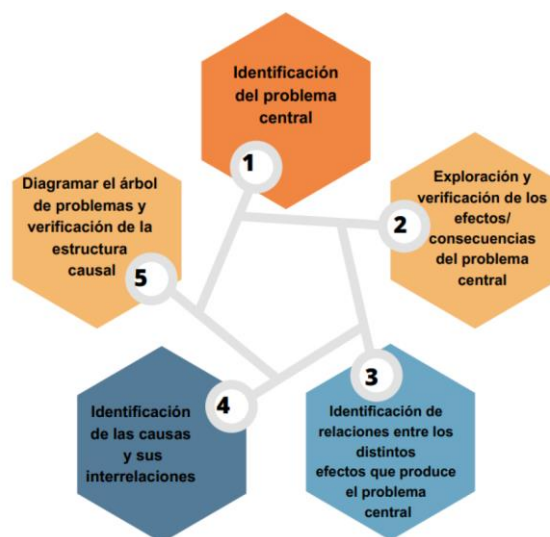 Identificación
del problema
central
1
Exploración y
verificación de los
efectos/
consecuencias
del problema
central
2
Identificación de
relaciones entre los
distintos
efectos que produce
el problema
central
3
Identificación
de las causas
y sus
interrelaciones
4
Diagramar el árbol
de problemas y
verificación de la
estructura
causal
5